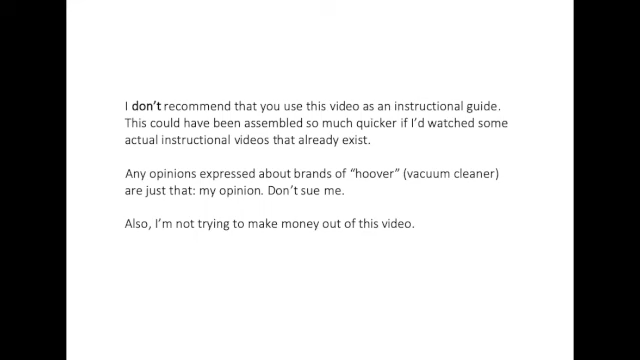 I don't recommend that you use this video as an instructional guide.
This could have been assembled so much quicker if I'd watched some
actual instructional videos that already exist.
Any opinions expressed about brands of "hoover" (vacuum cleaner)
are just that: my opinion. Don't sue me.
Also, I'm not trying to make money out of this video.